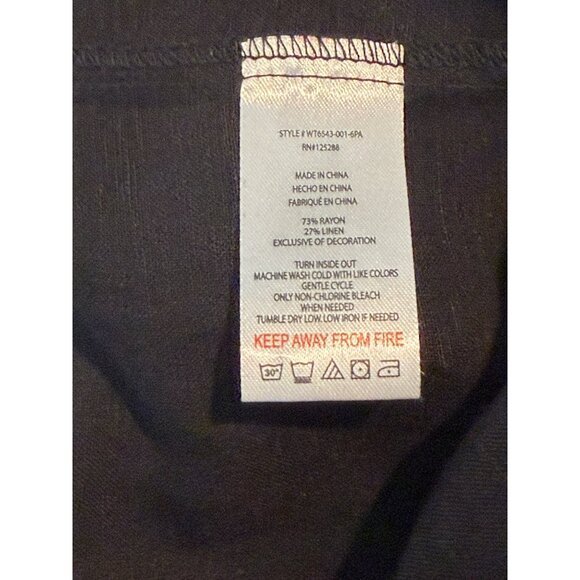 STYLE # WT6543-001-6PA
RN#125286
MADE IN CHINA
HECHO EN CHINA
FABRIQUÉ EN CHINA
73% RAYON
27% LINEN
EXCLUSIVE OF DECORATION
TURN INSIDE OUT
MACHINE WASH COLD WITH LIKE COLORS
GENTLE CYCLE
ONLY NON-CHLORINE BLEACH
WHEN NEEDED
TUMBLE DRY LOW. LOW IRON IF NEEDED
KEEP AWAY FROM FIRE
30°